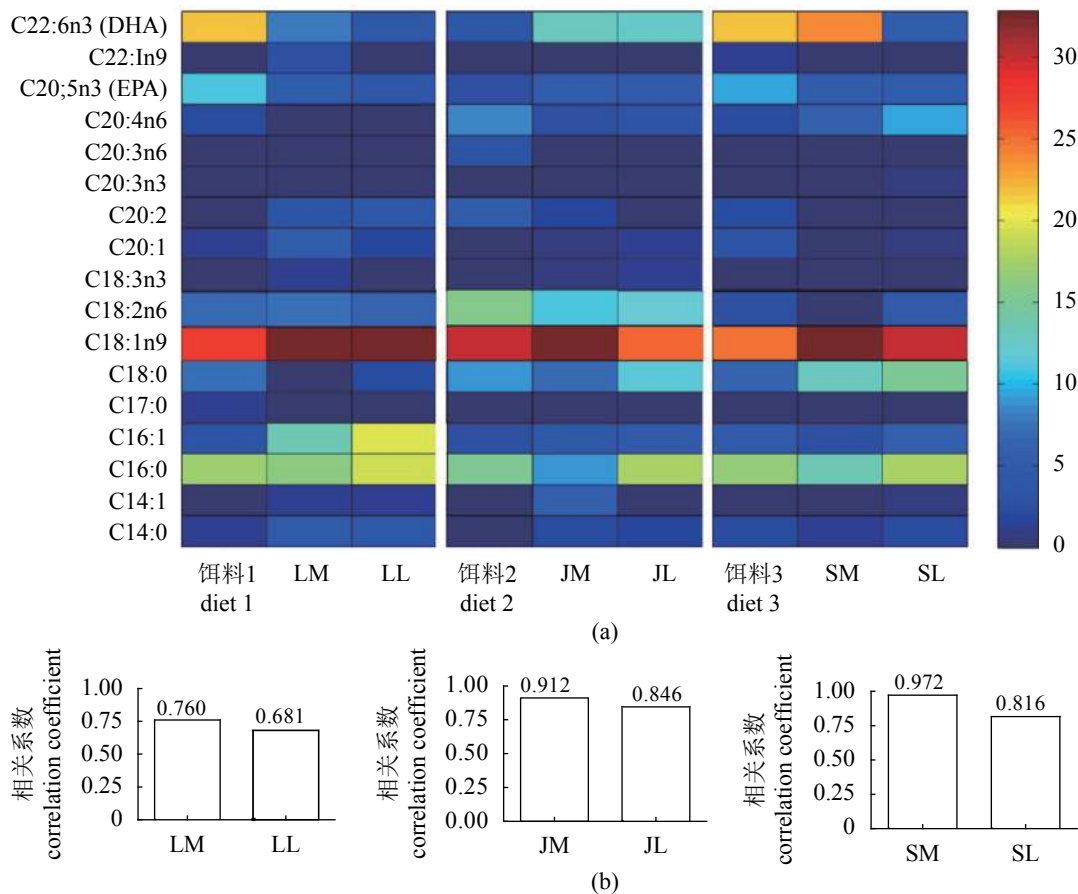 C22:6n3 (DHA)
C22:In9
C20;5n3 (EPA)
C20:4n6
C20:3n6
C20:3n3
C20:2
C20:1
C18:3n3
C18:2n6
C18:1n9
C18:0
C17:0
C16:1
C16:0
C14:1
C14:0
30
25
20
15
10
5
0
饵料1 LM LL 饵料2 JM JL 饵料3 SM SL
diet 1 diet 2 diet 3
(a)
相关系数
correlation coefficient
1.00
0.75
0.50
0.25
0
0.760
0.681
LM LL
相关系数
correlation coefficient
1.00
0.75
0.50
0.25
0.00
0.912
0.846
JM JL
相关系数
correlation coefficient
1.00
0.75
0.50
0.25
0
0.972
0.816
SM SL
(b)